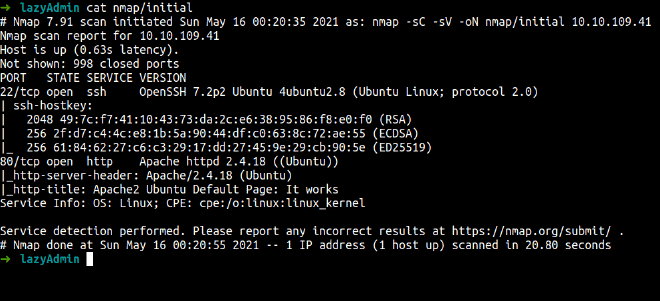 → lazyAdmin cat nmap/initial
# Nmap 7.91 scan initiated Sun May 16 00:20:35 2021 as: nmap -sC -sV -oN nmap/initial 10.10.109.41
Nmap scan report for 10.10.109.41
Host is up (0.63s latency).
Not shown: 998 closed ports
PORT   STATE SERVICE VERSION
22/tcp open  ssh     OpenSSH 7.2p2 Ubuntu 4ubuntu2.8 (Ubuntu Linux; protocol 2.0)
| ssh-hostkey:
|   2048 49:7c:f7:41:10:43:73:da:2c:e6:38:95:86:f8:e0:f0 (RSA)
|   256 2f:d7:c4:4c:e8:1b:5a:90:44:df:c0:63:8c:72:ae:55 (ECDSA)
|_  256 61:84:62:27:c6:c3:29:17:dd:27:45:9e:29:cb:90:5e (ED25519)
80/tcp open  http    Apache httpd 2.4.18 ((Ubuntu))
|_http-server-header: Apache/2.4.18 (Ubuntu)
|_http-title: Apache2 Ubuntu Default Page: It works
Service Info: OS: Linux; CPE: cpe:/o:linux:linux_kernel

Service detection performed. Please report any incorrect results at https://nmap.org/submit/ .
# Nmap done at Sun May 16 00:20:55 2021 -- 1 IP address (1 host up) scanned in 20.80 seconds
→ lazyAdmin